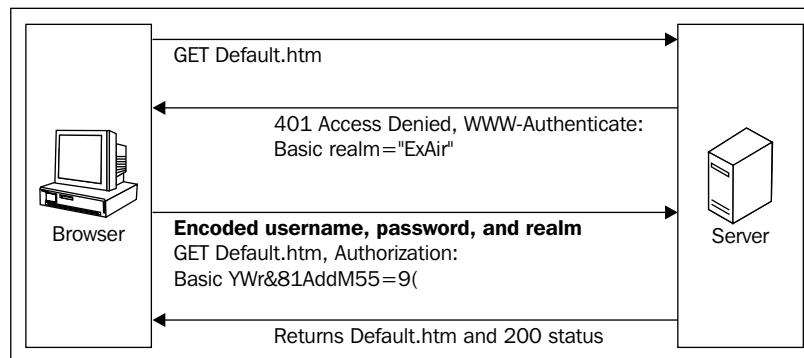 GET Default.htm
401 Access Denied, WWW-Authenticate:
Basic realm="ExAir"
Browser
Encoded username, password, and realm
GET Default.htm, Authorization:
Basic YWr&81AddM55=9(
Server
Returns Default.htm and 200 status